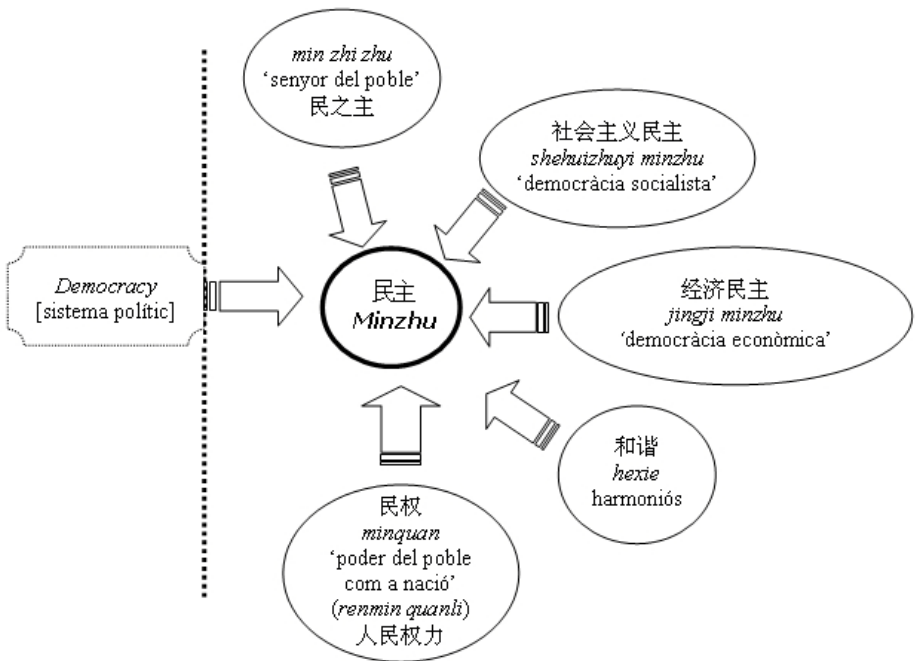 min zhi zhu
‘senyor del poble’
民之主
社会主义民主
shehuizhuyi minzhu
‘democràcia socialista’
Democracy
[sistema polític]
民主
Minzhu
经济民主
jingji minzhu
‘democràcia econòmica’
和谐
hexie
harmoniós
民权
minquan
‘poder del poble
com a nació’
(renmin quanli)
人民权力